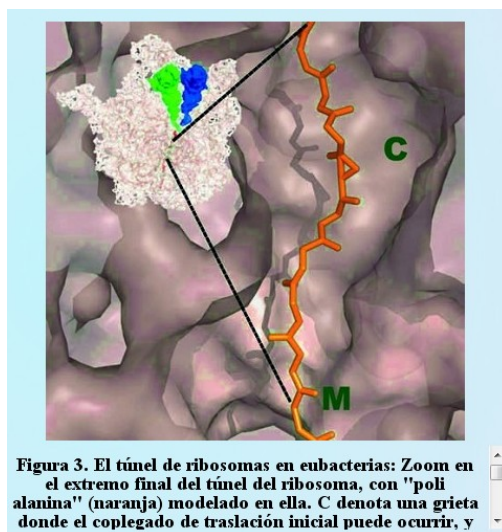 C
M
Figura 3. El túnel de ribosomas en eubacterias: Zoom en
el extremo final del túnel del ribosoma, con "poli
alanina" (naranja) modelado en ella. C denota una grieta
donde el coplegado de traslación inicial puede ocurrir, y